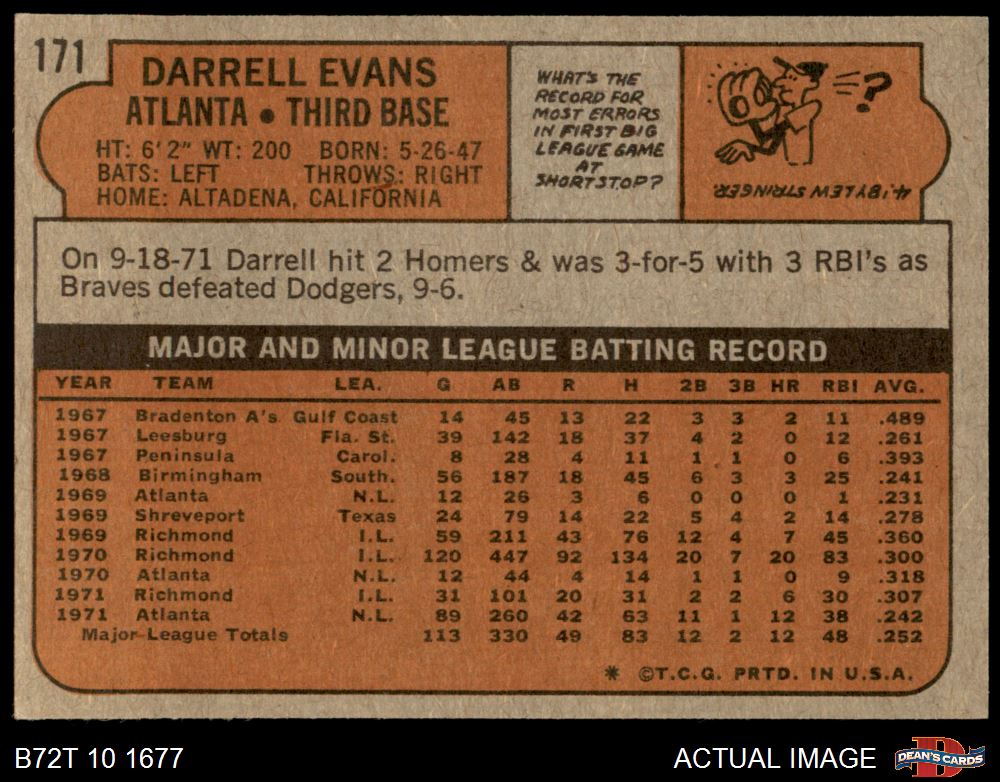 171
DARRELL EVANS
ATLANTA • THIRD BASE
HT: 6'2" WT: 200 BORN: 5-26-47
BATS: LEFT THROWS: RIGHT
HOME: ALTADENA, CALIFORNIA
WHAT'S THE
RECORD FOR
MOST ERRORS
IN FIRST BIG
LEAGUE GAME
AT
SHORTSTOP?
?
4, BY LEW STRINGER.
On 9-18-71 Darrell hit 2 Homers & was 3-for-5 with 3 RBI's as
Braves defeated Dodgers, 9-6.
MAJOR AND MINOR LEAGUE BATTING RECORD
YEAR TEAM LEA. G AB R H 2B 3B HR RBI AVG.
1967 Bradenton A's Gulf Coast 14 45 13 22 3 3 2 11 .489
1967 Leesburg Fla. St. 39 142 18 37 4 2 0 12 .261
1967 Peninsula Carol. 8 28 4 11 1 1 0 6 .393
1968 Birmingham South. 56 187 18 45 6 3 3 25 .241
1969 Atlanta N.L. 12 26 3 6 0 0 0 1 .231
1969 Shreveport Texas 24 79 14 22 5 4 2 14 .278
1969 Richmond I.L. 59 211 43 76 12 4 7 45 .360
1970 Richmond I.L. 120 447 92 134 20 7 20 83 .300
1970 Atlanta N.L. 12 44 4 14 1 1 0 9 .318
1971 Richmond I.L. 31 101 20 31 2 2 6 30 .307
1971 Atlanta N.L. 89 260 42 63 11 1 12 38 .242
Major League Totals 113 330 49 83 12 2 12 48 .252
* ©T.C.G. PRTD. IN U.S.A.
B72T 10 1677
ACTUAL IMAGE
D
DEAN'S CARDS